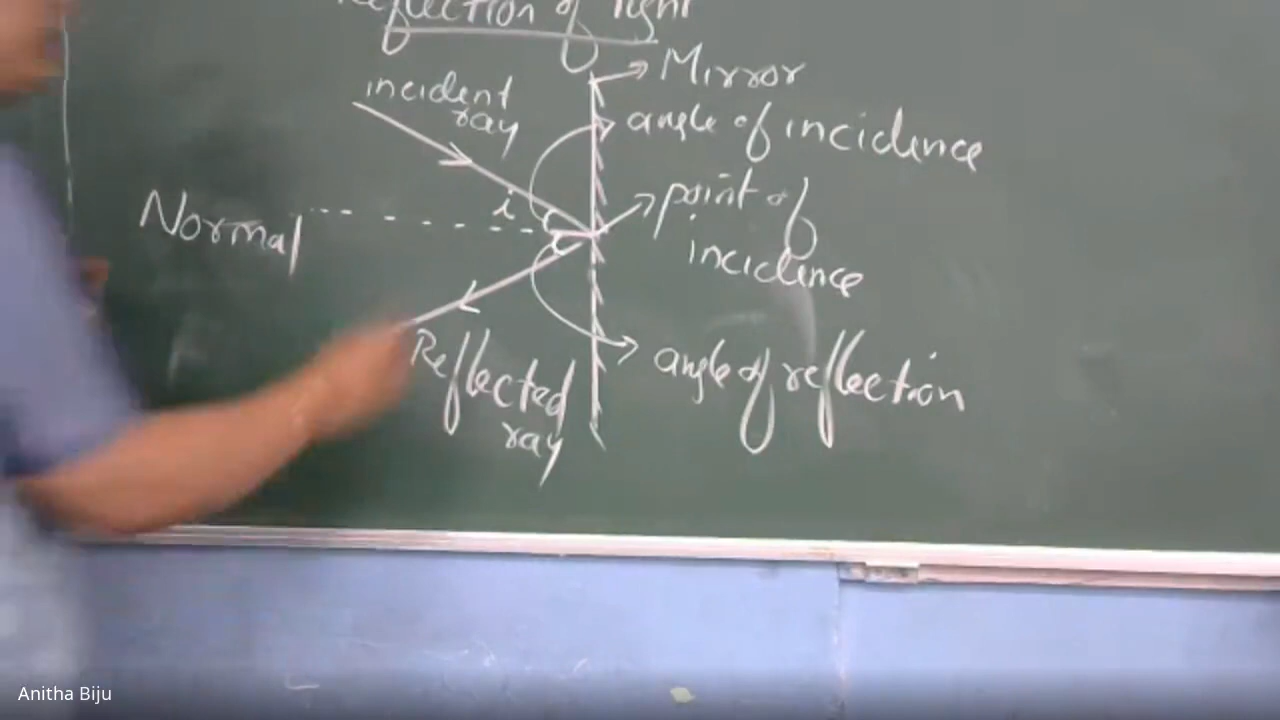 Reflection of light
Mirror
incident
ray
angle of incidence
i
point of
incidence
Normal
Reflected
ray
angle of reflection
Anitha Biju